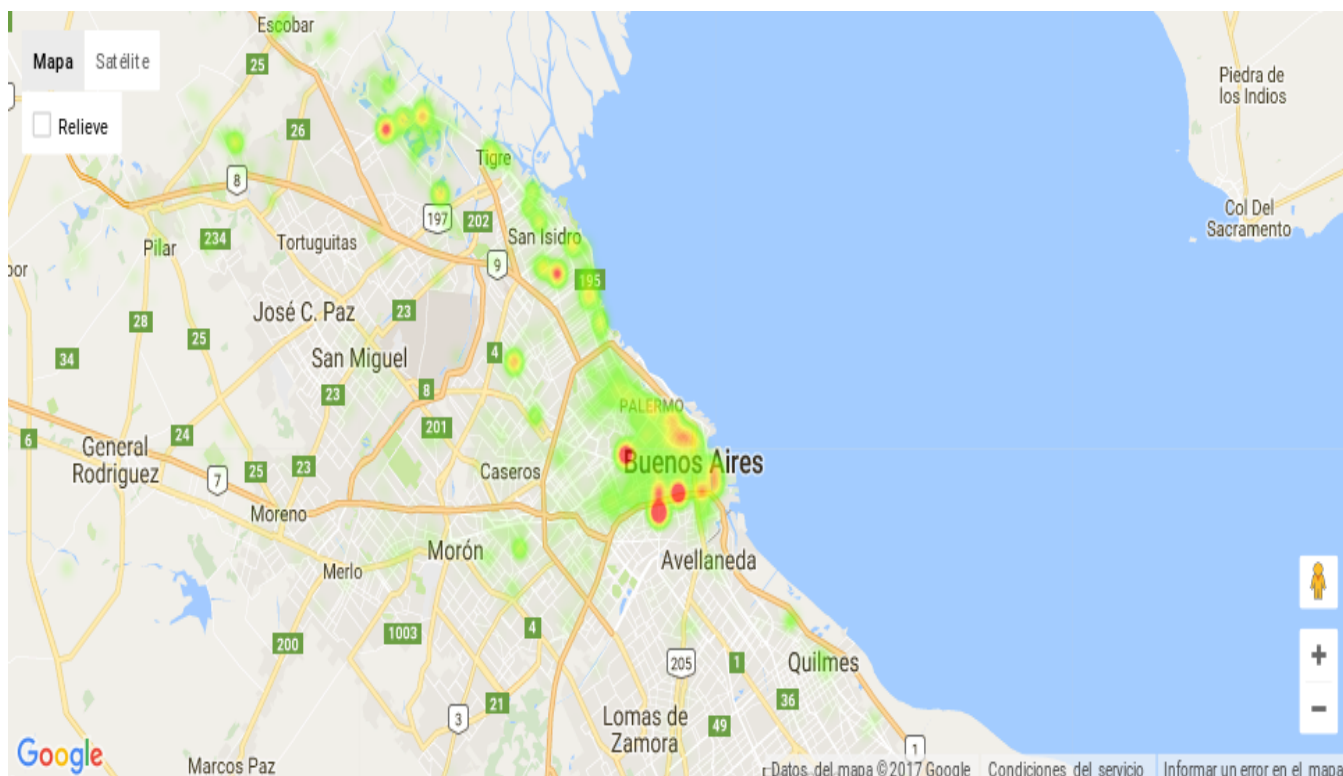 Escobar
Mapa
Satélite
25
Piedra de
los Indios
Relieve
26
Tigre
8
197
202
Col Del
Sacramento
234
San Isidro
Tortuguitas
Pilar
9
or
195
José C. Paz
23
28
25
34
San Miguel
4
23
8
PALERMO
201
24
6
General
Rodriguez
Buenos Aires
23
25
Caseros
7
Moreno
Morón
Avellaneda
Merlo
1003
4
200
205
1
Quilmes
21
36
3
Lomas de
Zamora
49
1
Google
Marcos Paz
Datos del mapa ©2017 Google
Condiciones del servicio
Informar un error en el mapa